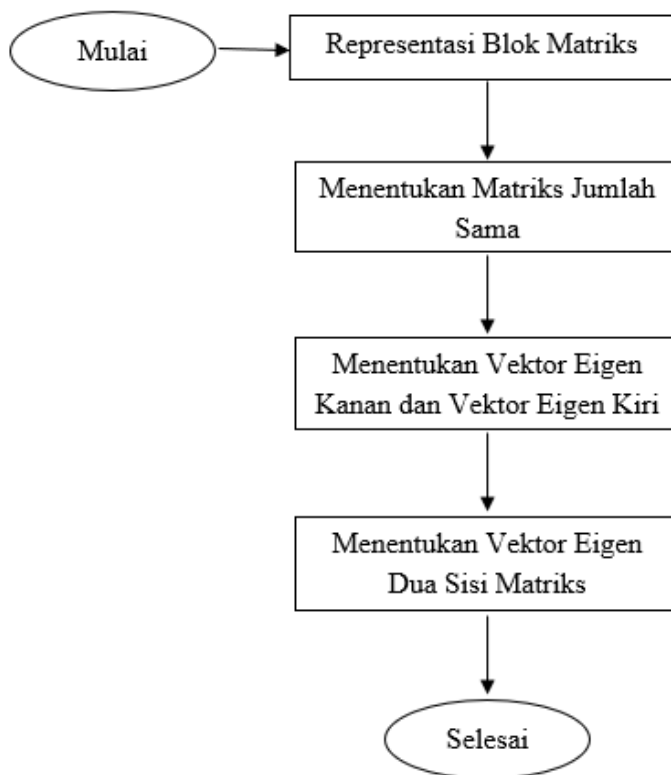 Mulai
Representasi Blok Matriks
Menentukan Matriks Jumlah
Sama
Menentukan Vektor Eigen
Kanan dan Vektor Eigen Kiri
Menentukan Vektor Eigen
Dua Sisi Matriks
Selesai